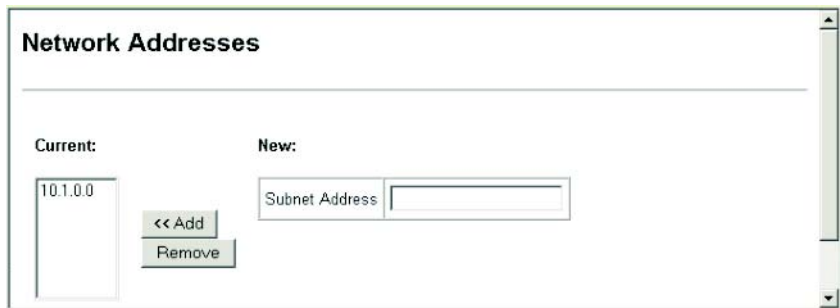 Network Addresses
Current:
New:
10.1.0.0
Subnet Address
<< Add
Remove